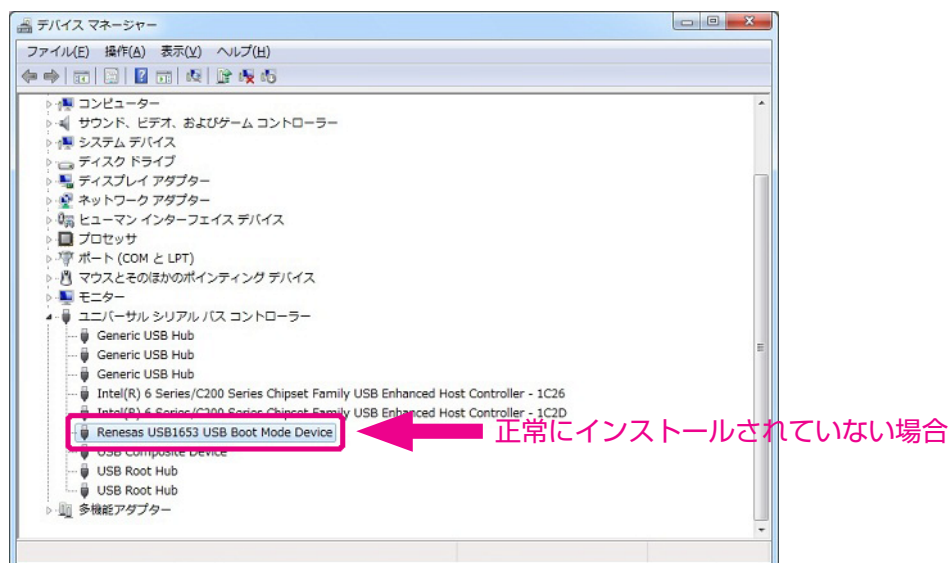 デバイス マネージャー
ファイル(F) 操作(A) 表示(V) ヘルプ(H)
コンピューター
サウンド、ビデオ、およびゲーム コントローラー
システム デバイス
ディスク ドライブ
ディスプレイ アダプター
ネットワーク アダプター
ヒューマン インターフェイス デバイス
プロセッサ
ポート (COM と LPT)
マウスとそのほかのポインティング デバイス
モニター
ユニバーサル シリアル バス コントローラー
Generic USB Hub
Generic USB Hub
Generic USB Hub
Intel(R) 6 Series/C200 Series Chipset Family USB Enhanced Host Controller - 1C26
Intel(R) 6 Series/C200 Series Chipset Family USB Enhanced Host Controller - 1C2D
Renesas USB1653 USB Boot Mode Device
正常にインストールされていない場合
USB Composite Device
USB Root Hub
USB Root Hub
多機能アダプター